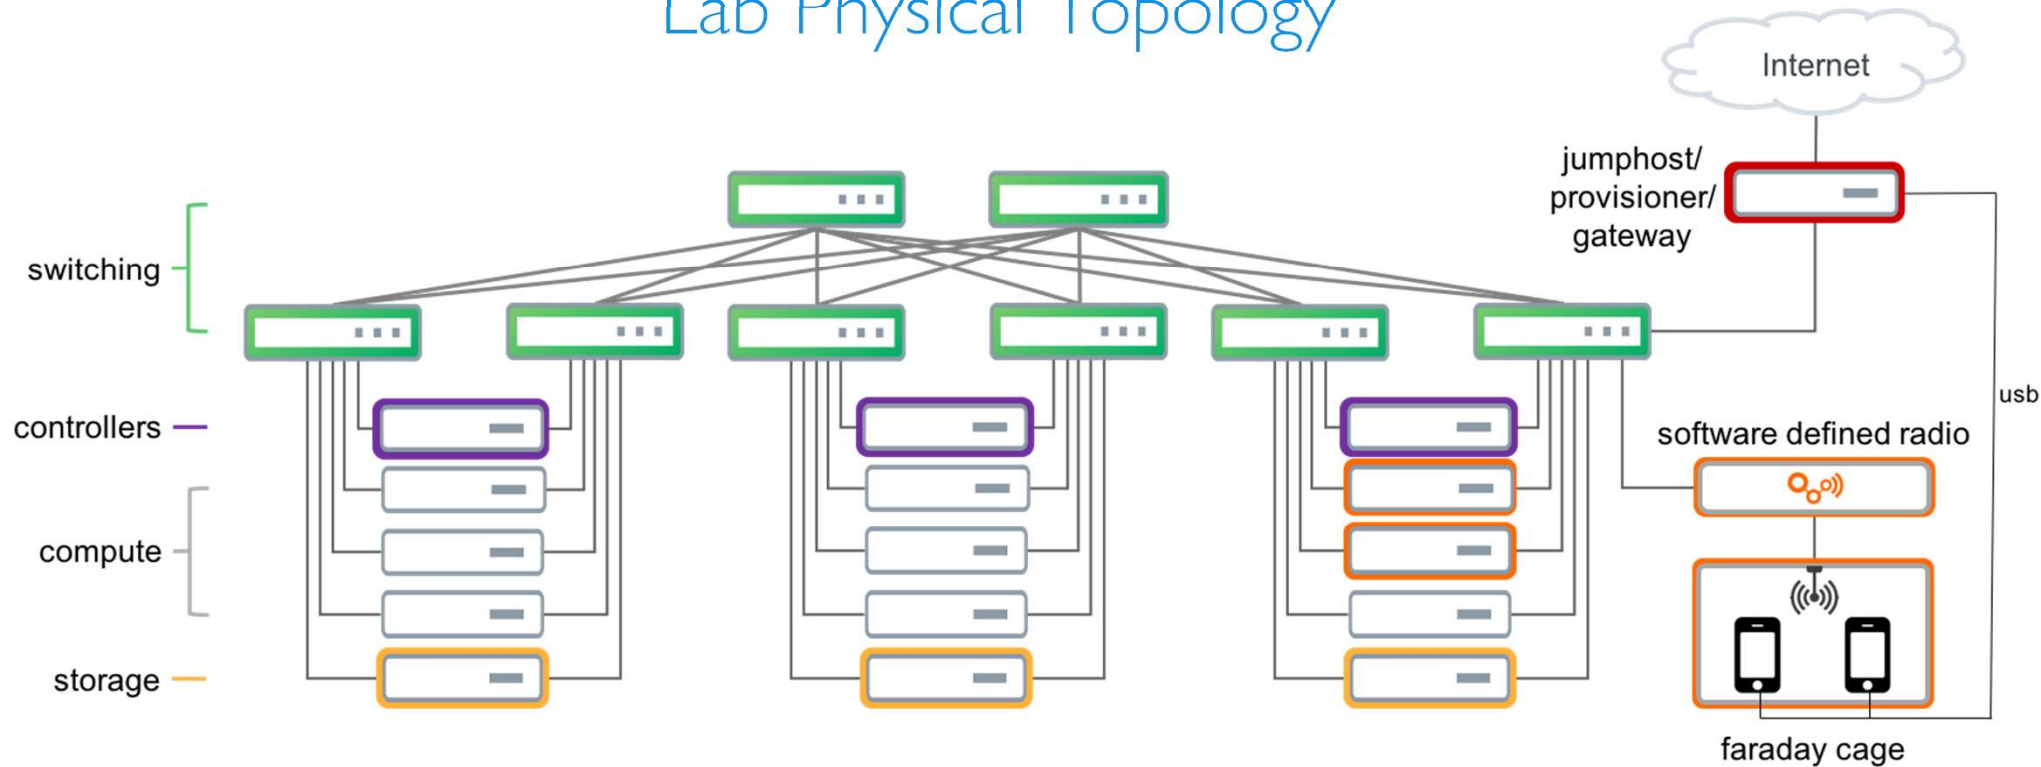 Lab Physical Topology
Internet
jumphost/
provisioner/
gateway
switching
usb
controllers
software defined radio
compute
storage
faraday cage